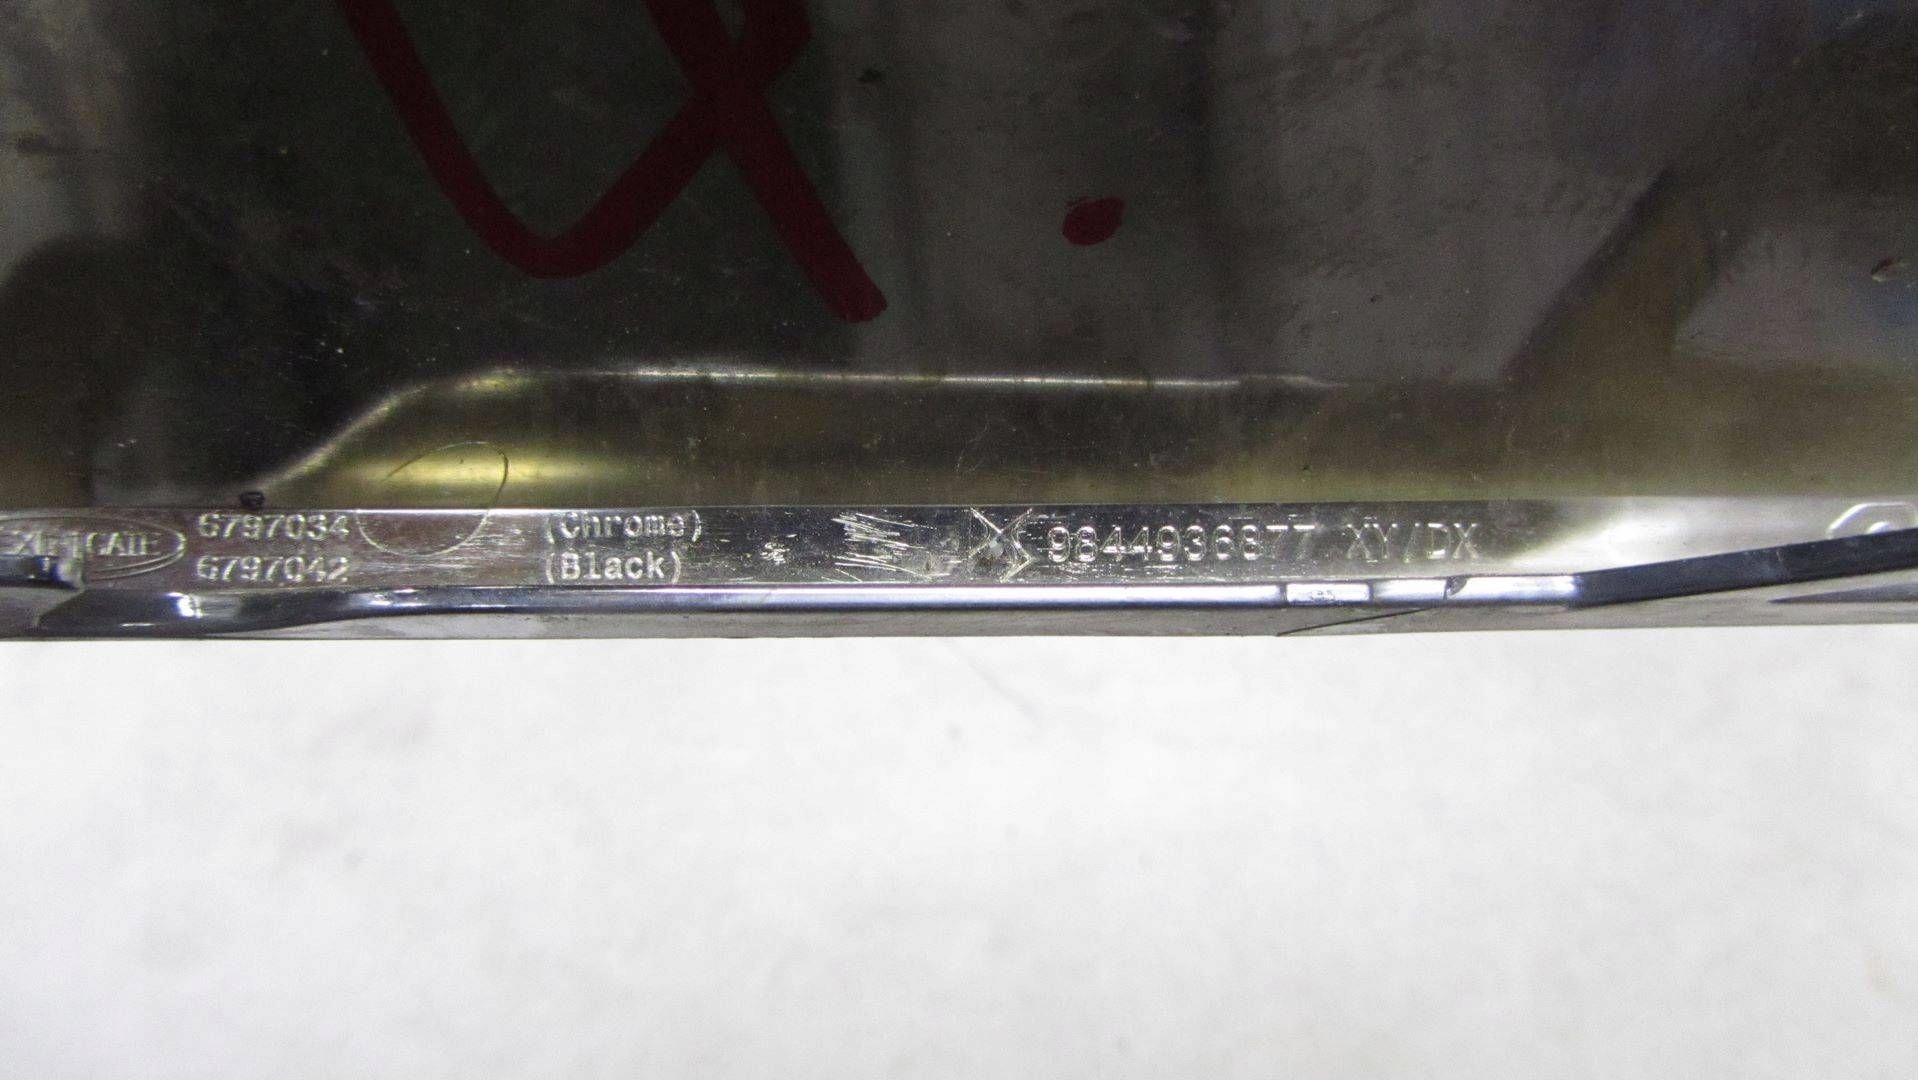 6797034 (Chrome)
6797042 (Black)
9844936877 XY/DX